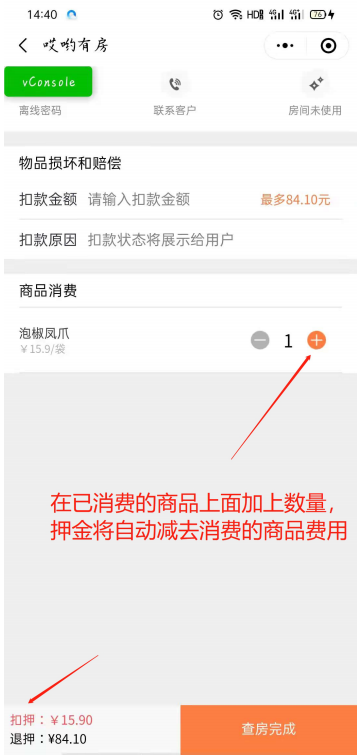 14:40
HD 4G 4G 76
哎哟有房
vConsole
离线密码 联系客户 房间未使用
物品损坏和赔偿
扣款金额 请输入扣款金额 最多84.10元
扣款原因 扣款状态将展示给用户
商品消费
泡椒凤爪
￥15.9/袋
1
在已消费的商品上面加上数量，
押金将自动减去消费的商品费用
扣押：￥15.90
退押：¥84.10
查房完成